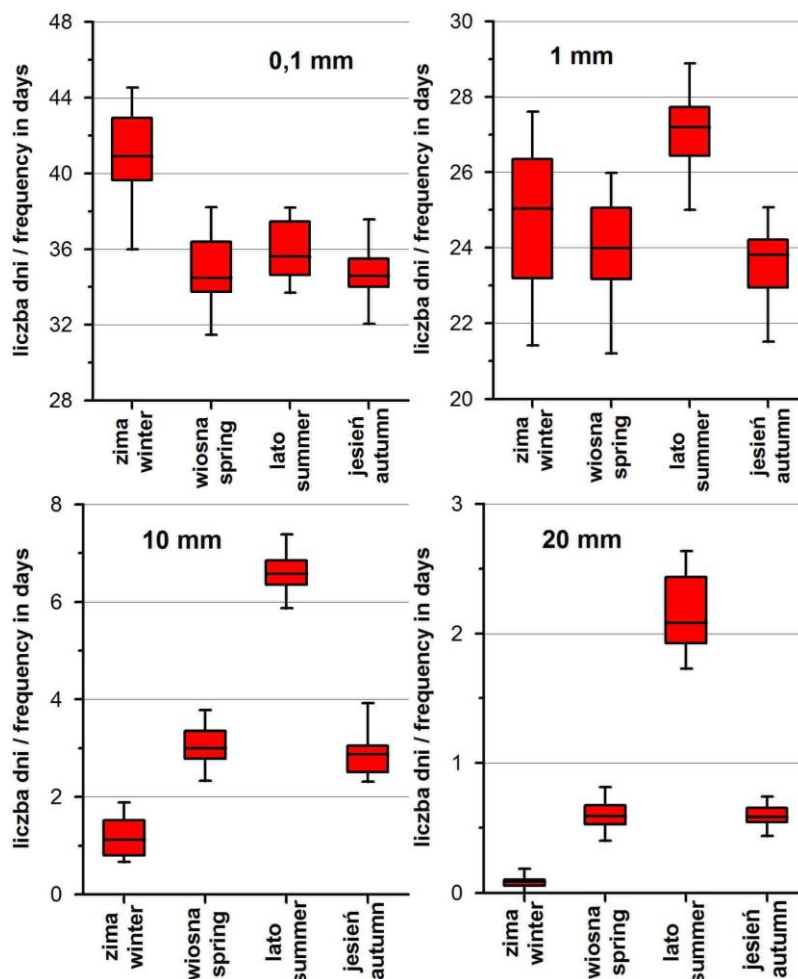 48
44
40
36
32
28
liczba dni / frequency in days
0,1 mm
zima
winter
wiosna
spring
lato
summer
jesień
autumn
30
28
26
24
22
20
liczba dni / frequency in days
1 mm
zima
winter
wiosna
spring
lato
summer
jesień
autumn
8
6
4
2
0
liczba dni / frequency in days
10 mm
zima
winter
wiosna
spring
lato
summer
jesień
autumn
3
2
1
0
liczba dni / frequency in days
20 mm
zima
winter
wiosna
spring
lato
summer
jesień
autumn